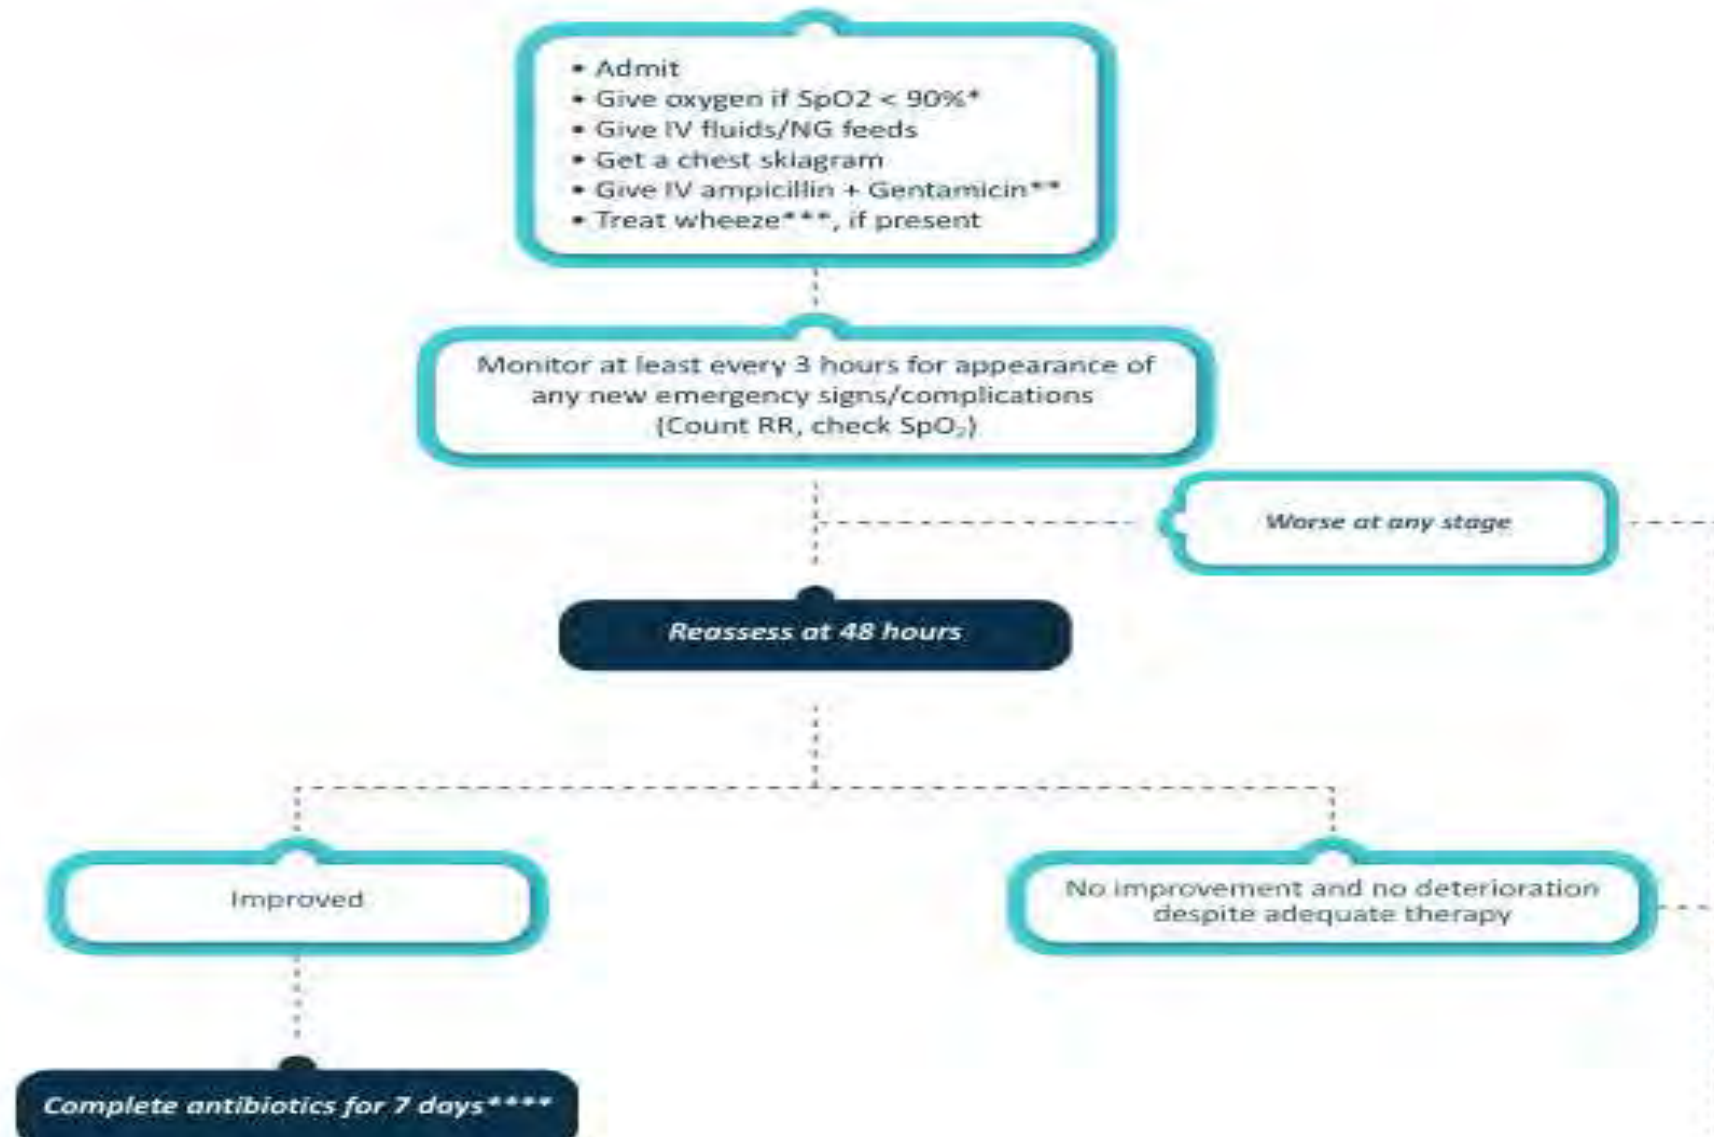 • Admit
• Give oxygen if SpO2 < 90%*
• Give IV fluids/NG feeds
• Get a chest skiagram
• Give IV ampicillin + Gentamicin**
• Treat wheeze***, if present
Monitor at least every 3 hours for appearance of
any new emergency signs/complications
(Count RR, check SpO₂)
Worse at any stage
Reassess at 48 hours
Improved
No improvement and no deterioration
despite adequate therapy
Complete antibiotics for 7 days****